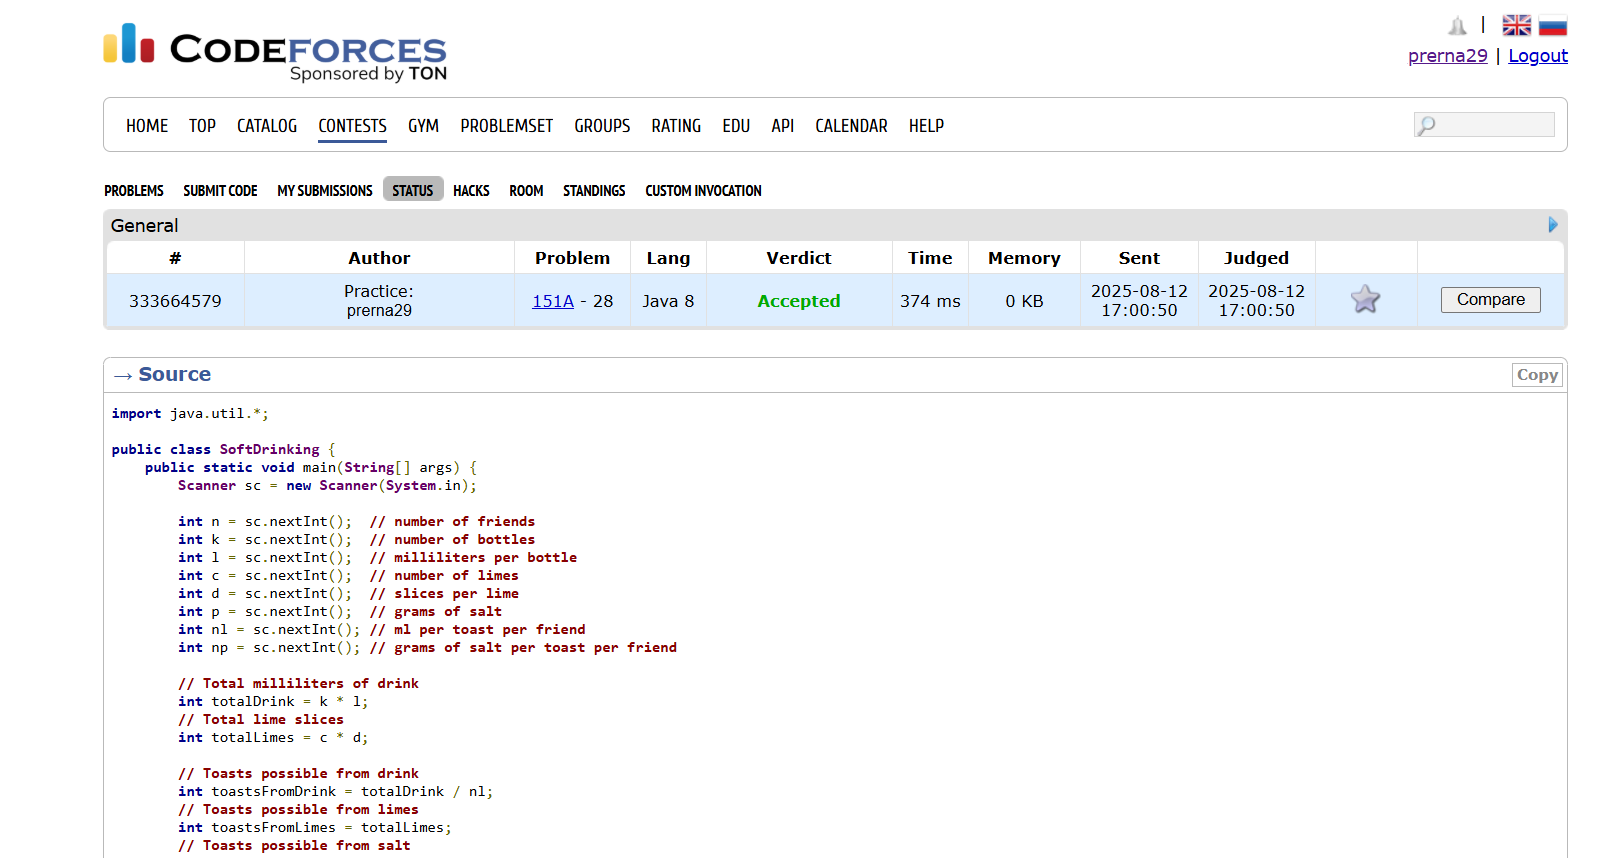 CODEFORCES
Sponsored by TON
|
prerna29 | Logout
HOME TOP CATALOG CONTESTS GYM PROBLEMSET GROUPS RATING EDU API CALENDAR HELP
PROBLEMS SUBMIT CODE MY SUBMISSIONS STATUS HACKS ROOM STANDINGS CUSTOM INVOCATION
General
# Author Problem Lang Verdict Time Memory Sent Judged
333664579 Practice: prerna29 151A - 28 Java 8 Accepted 374 ms 0 KB 2025-08-12 17:00:50 2025-08-12 17:00:50 Compare
→ Source Copy
import java.util.*;
public class SoftDrinking {
    public static void main(String[] args) {
        Scanner sc = new Scanner(System.in);
        int n = sc.nextInt();  // number of friends
        int k = sc.nextInt();  // number of bottles
        int l = sc.nextInt();  // milliliters per bottle
        int c = sc.nextInt();  // number of limes
        int d = sc.nextInt();  // slices per lime
        int p = sc.nextInt();  // grams of salt
        int nl = sc.nextInt(); // ml per toast per friend
        int np = sc.nextInt(); // grams of salt per toast per friend
        // Total milliliters of drink
        int totalDrink = k * l;
        // Total lime slices
        int totalLimes = c * d;
        // Toasts possible from drink
        int toastsFromDrink = totalDrink / nl;
        // Toasts possible from limes
        int toastsFromLimes = totalLimes;
        // Toasts possible from salt